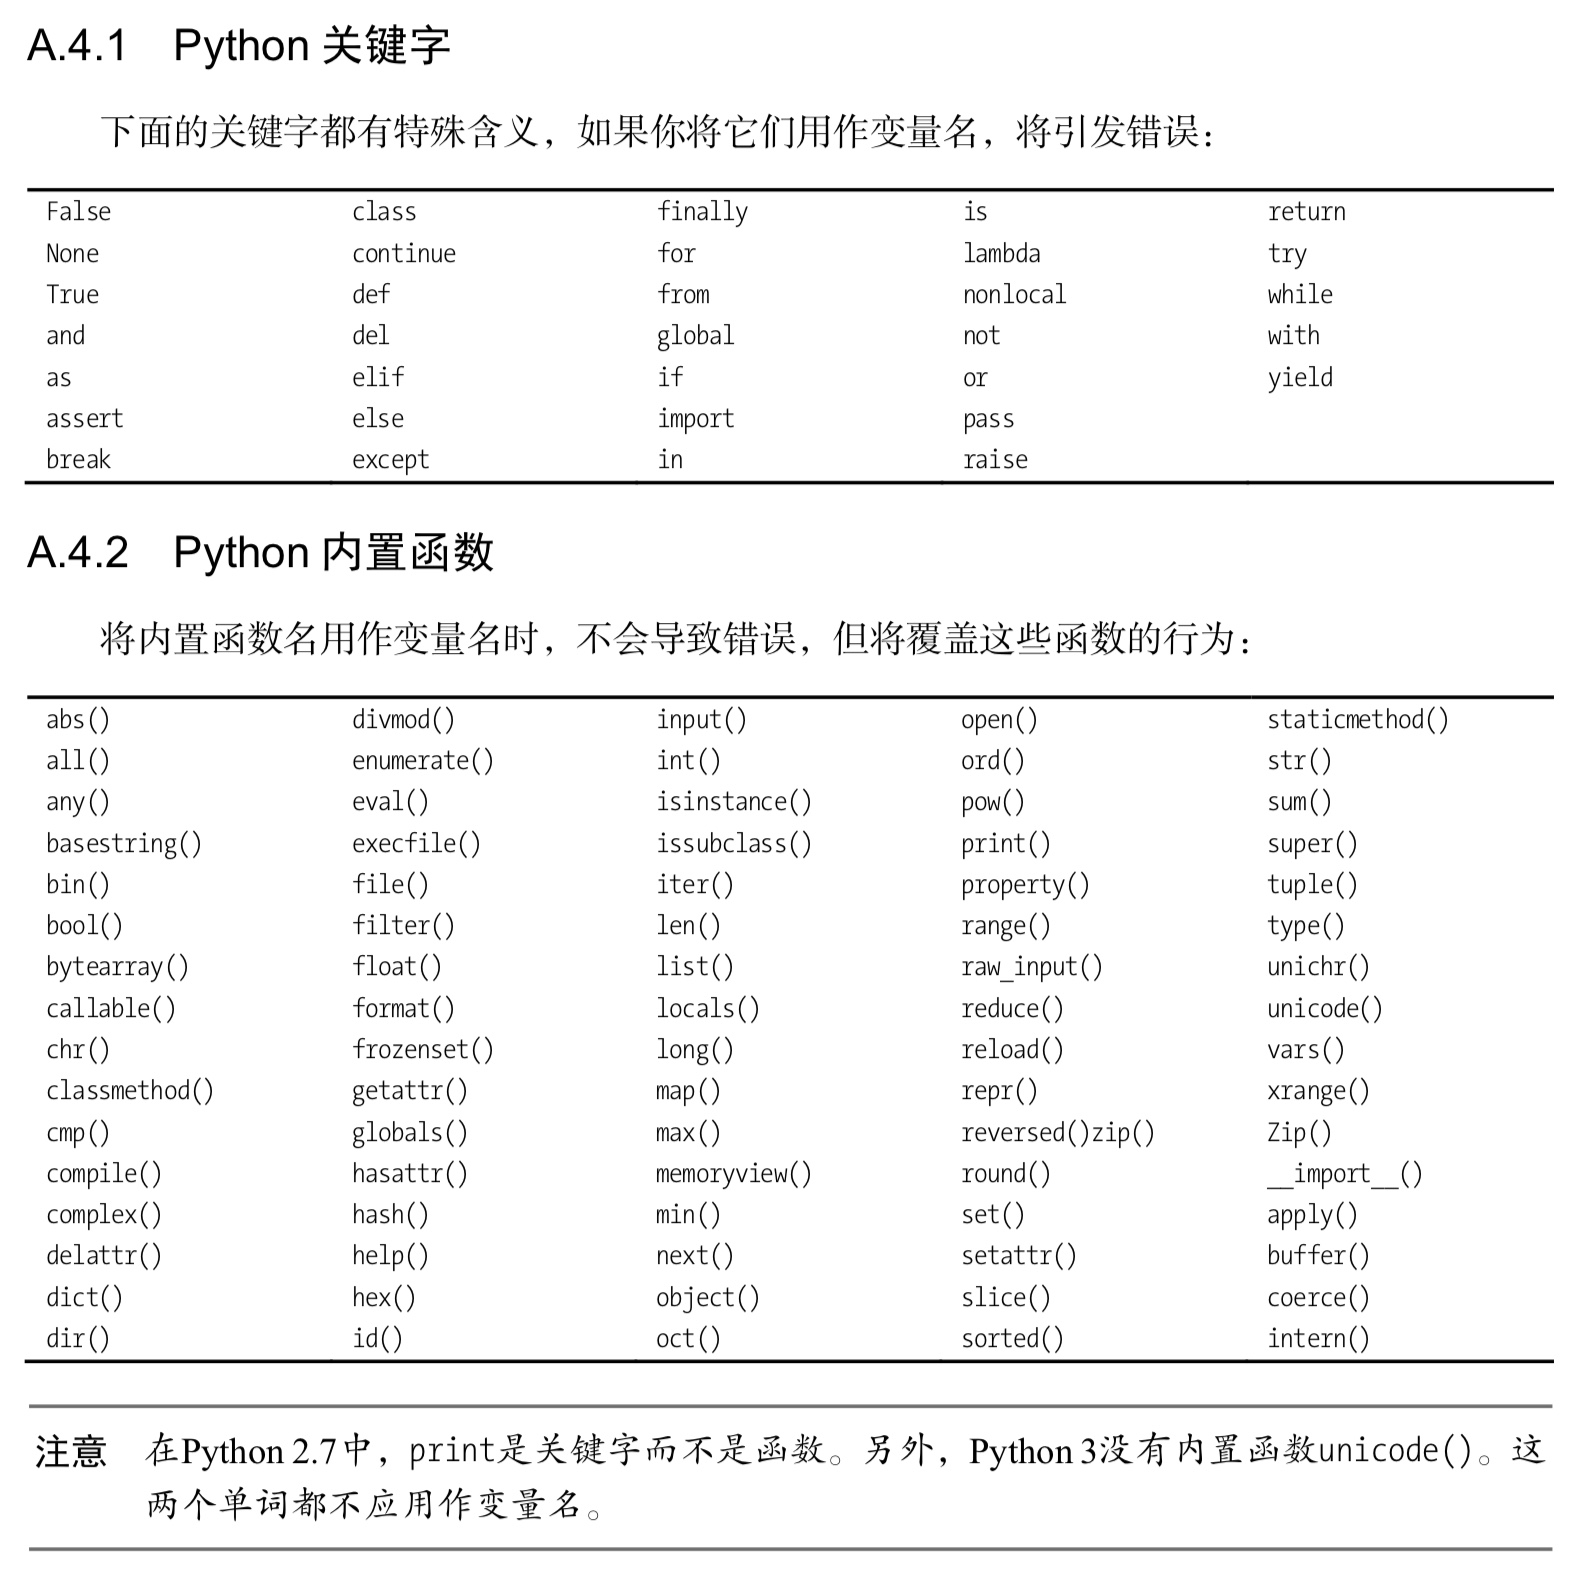 A.4.1 Python 关键字
下面的关键字都有特殊含义，如果你将它们用作变量名，将引发错误：
False class finally is return
None continue for lambda try
True def from nonlocal while
and del global not with
as elif if or yield
assert else import pass
break except in raise
A.4.2 Python 内置函数
将内置函数名用作变量名时，不会导致错误，但将覆盖这些函数的行为：
abs() divmod() input() open() staticmethod()
all() enumerate() int() ord() str()
any() eval() isinstance() pow() sum()
basestring() execfile() issubclass() print() super()
bin() file() iter() property() tuple()
bool() filter() len() range() type()
bytearray() float() list() raw_input() unichr()
callable() format() locals() reduce() unicode()
chr() frozenset() long() reload() vars()
classmethod() getattr() map() repr() xrange()
cmp() globals() max() reversed()zip() Zip()
compile() hasattr() memoryview() round() __import__()
complex() hash() min() set() apply()
delattr() help() next() setattr() buffer()
dict() hex() object() slice() coerce()
dir() id() oct() sorted() intern()
注意 在Python 2.7中，print是关键字而不是函数。另外，Python 3没有内置函数unicode()。这
两个单词都不应用作变量名。